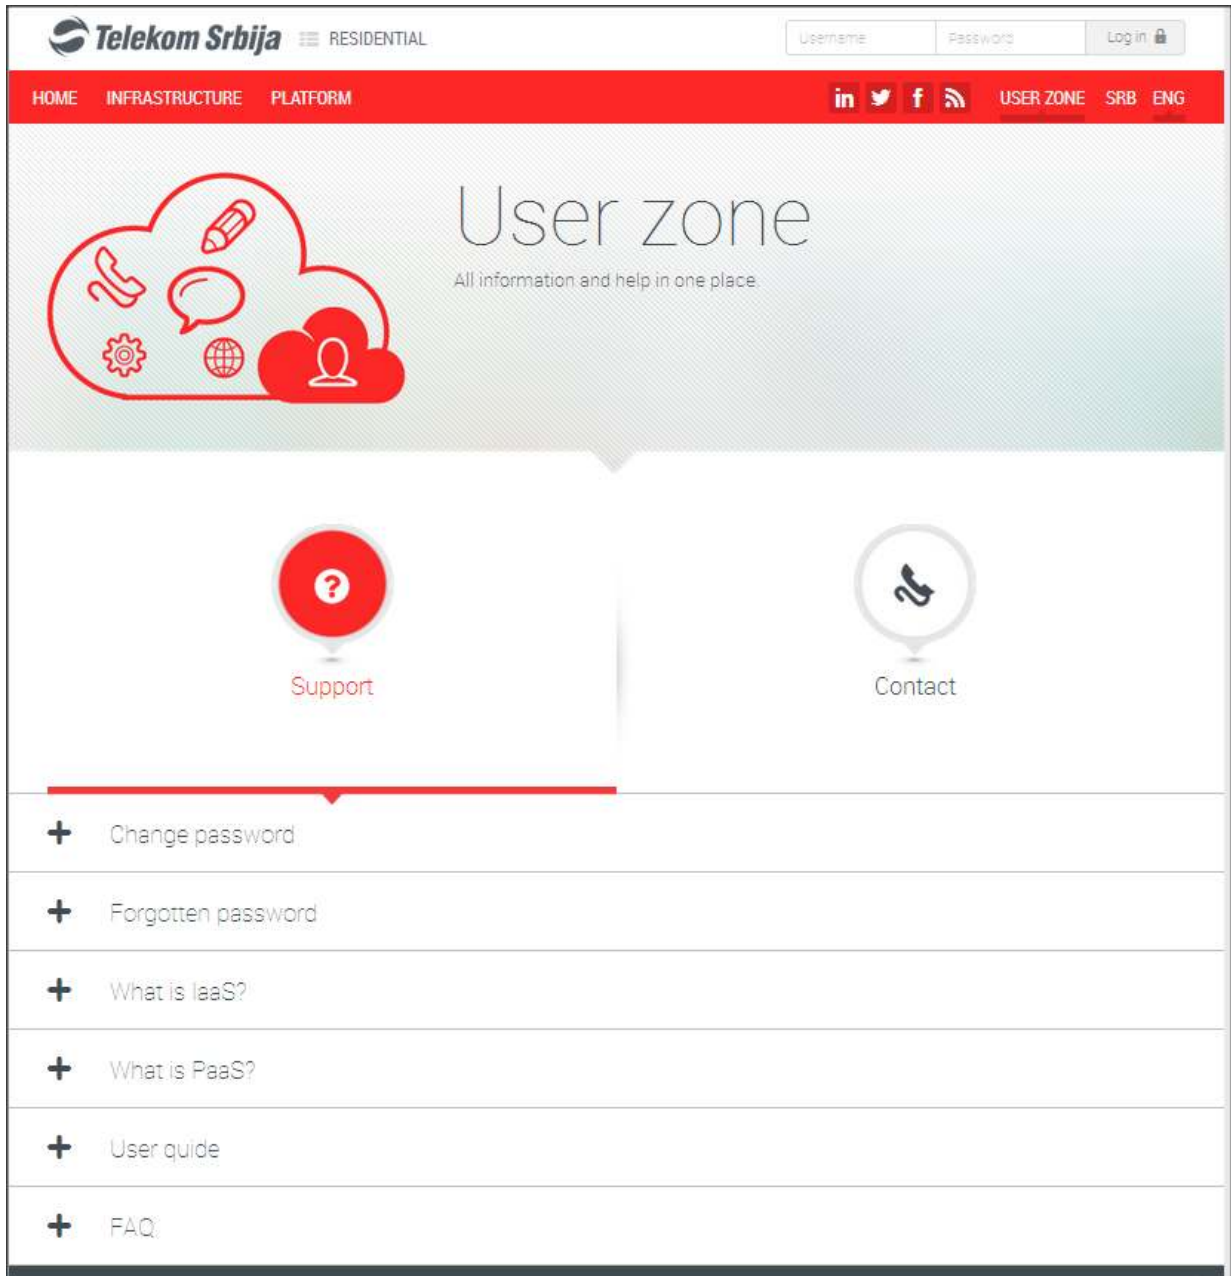 Telekom Srbija RESIDENTIAL Username Password Log in
HOME INFRASTRUCTURE PLATFORM in f USER ZONE SRB ENG
User zone
All information and help in one place.
Support Contact
Change password
Forgotten password
What is IaaS?
What is PaaS?
User guide
FAQ